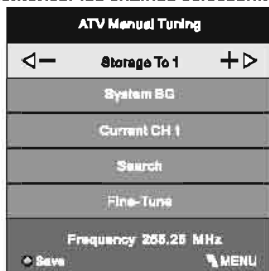 ATV Manual Tuning
Storage To 1
System BG
Current CH 1
Search
Fine-Tune
Frequency 265.25 MHz
Save MENU